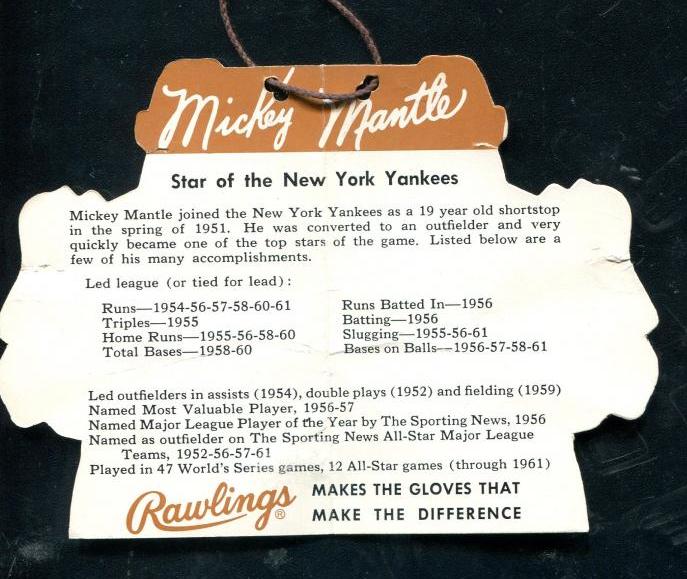 Mickey Mantle
Star of the New York Yankees
Mickey Mantle joined the New York Yankees as a 19 year old shortstop
in the spring of 1951. He was converted to an outfielder and very
quickly became one of the top stars of the game. Listed below are a
few of his many accomplishments.
Led league (or tied for lead):
Runs—1954-56-57-58-60-61
Triples—1955
Home Runs—1955-56-58-60
Total Bases—1958-60
Runs Batted In—1956
Batting—1956
Slugging—1955-56-61
Bases on Balls—1956-57-58-61
Led outfielders in assists (1954), double plays (1952) and fielding (1959)
Named Most Valuable Player, 1956-57
Named Major League Player of the Year by The Sporting News, 1956
Named as outfielder on The Sporting News All-Star Major League
Teams, 1952-56-57-61
Played in 47 World's Series games, 12 All-Star games (through 1961)
Rawlings®
MAKES THE GLOVES THAT
MAKE THE DIFFERENCE